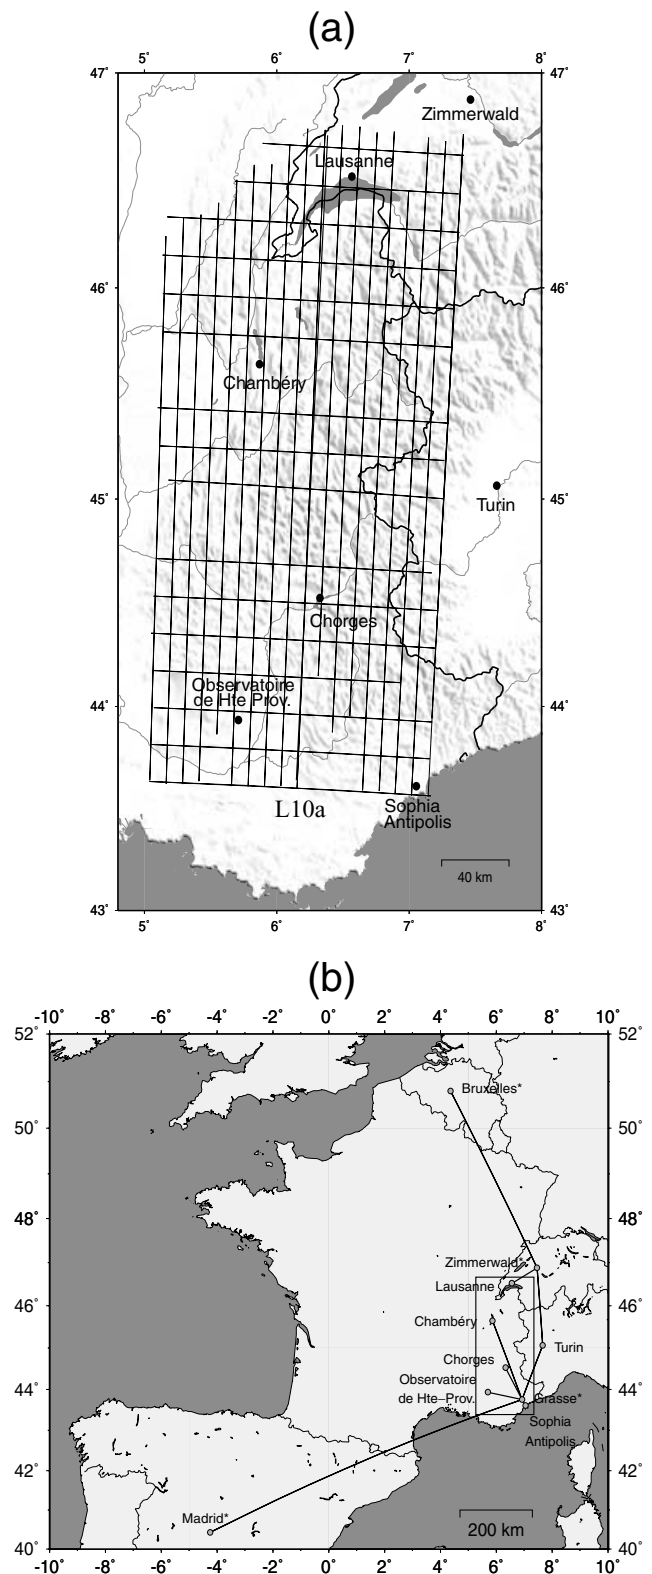 (a)
5° 6° 7° 8°
47° 47°
Zimmerwald
Lausanne
46° 46°
Chambéry
45° 45°
Turin
Chorges
Observatoire
de Hte Prov.
44° 44°
L10a
Sophia
Antipolis
40 km
43° 43°
5° 6° 7° 8°
(b)
-10° -8° -6° -4° -2° 0° 2° 4° 6° 8° 10°
52° 52°
Bruxelles*
50° 50°
48° 48°
Zimmerwald*
Lausanne
46° 46°
Chambéry
Turin
Chorges
Observatoire
de Hte–Prov.
Grasse*
44° 44°
Sophia
Antipolis
42° 42°
Madrid*
200 km
40° 40°
-10° -8° -6° -4° -2° 0° 2° 4° 6° 8° 10°